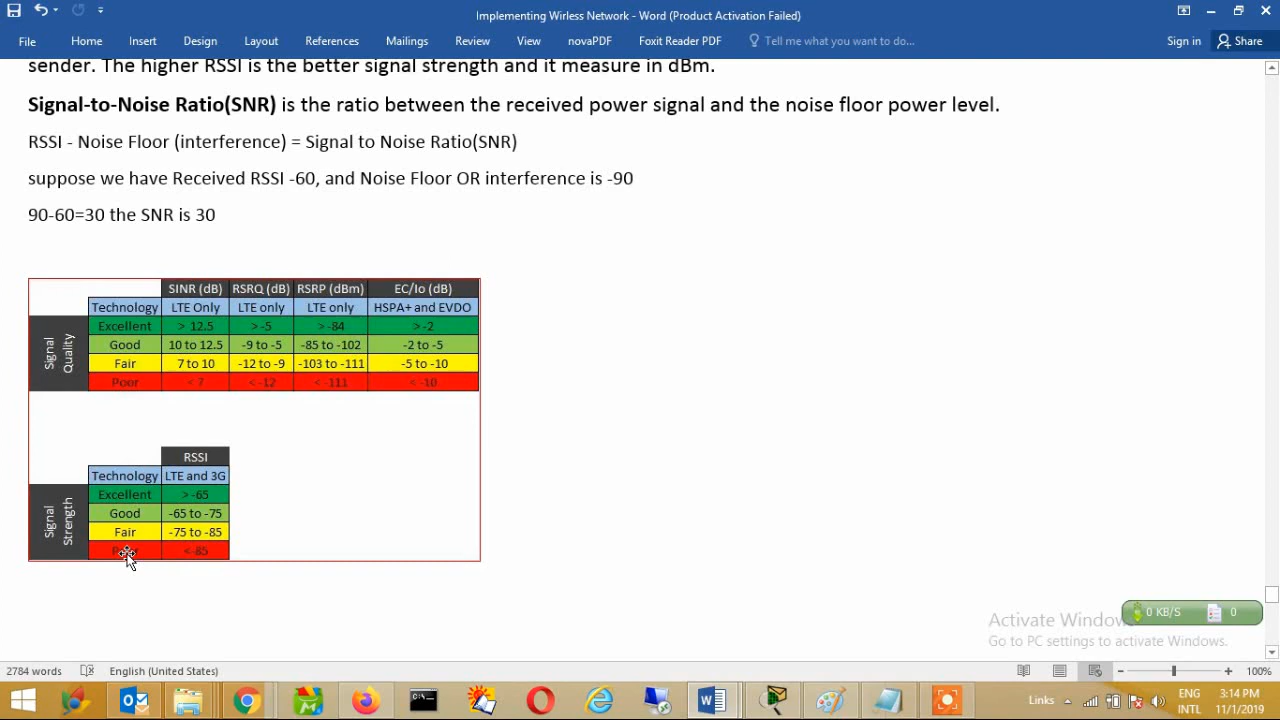 Implementing Wirless Network - Word (Product Activation Failed)
File Home Insert Design Layout References Mailings Review View novaPDF Foxit Reader PDF Tell me what you want to do... Sign in Share
sender. The higher RSSI is the better signal strength and it measure in dBm.
Signal-to-Noise Ratio(SNR) is the ratio between the received power signal and the noise floor power level.
RSSI - Noise Floor (interference) = Signal to Noise Ratio(SNR)
suppose we have Received RSSI -60, and Noise Floor OR interference is -90
90-60=30 the SNR is 30
SINR (dB) RSRQ (dB) RSRP (dBm) EC/Io (dB)
Technology LTE Only LTE only LTE only HSPA+ and EVDO
Signal Quality
Excellent > 12.5 > -5 > -84 > -2
Good 10 to 12.5 -9 to -5 -85 to -102 -2 to -5
Fair 7 to 10 -12 to -9 -103 to -111 -5 to -10
Poor < 7 < -12 < -111 < -10
RSSI
Technology LTE and 3G
Signal Strength
Excellent > -65
Good -65 to -75
Fair -75 to -85
<-85
0 KB/S 0
Activate Windows
Go to PC settings to activate Windows.
2784 words English (United States) 100%
Links ENG 3:14 PM
INTL 11/1/2019